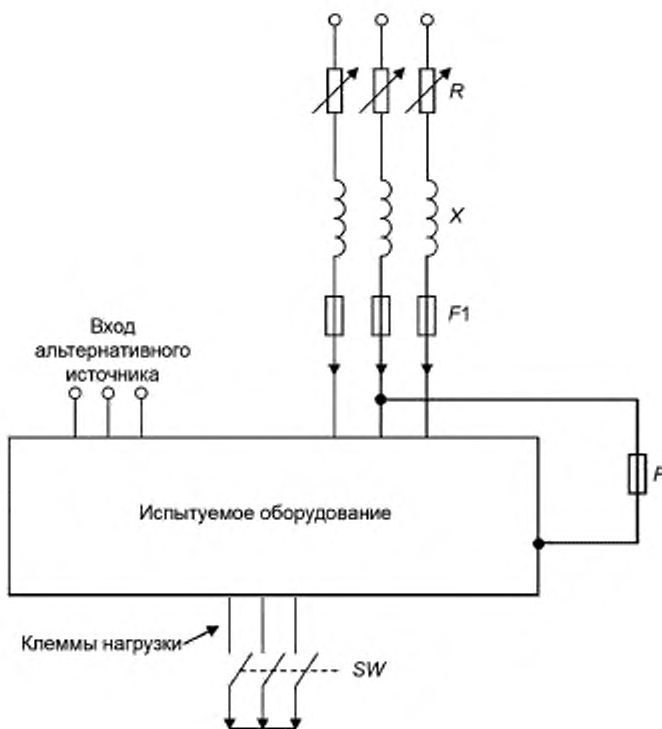 R
X
F1
Вход
альтернативного
источника
F
Испытуемое оборудование
Клеммы нагрузки
SW